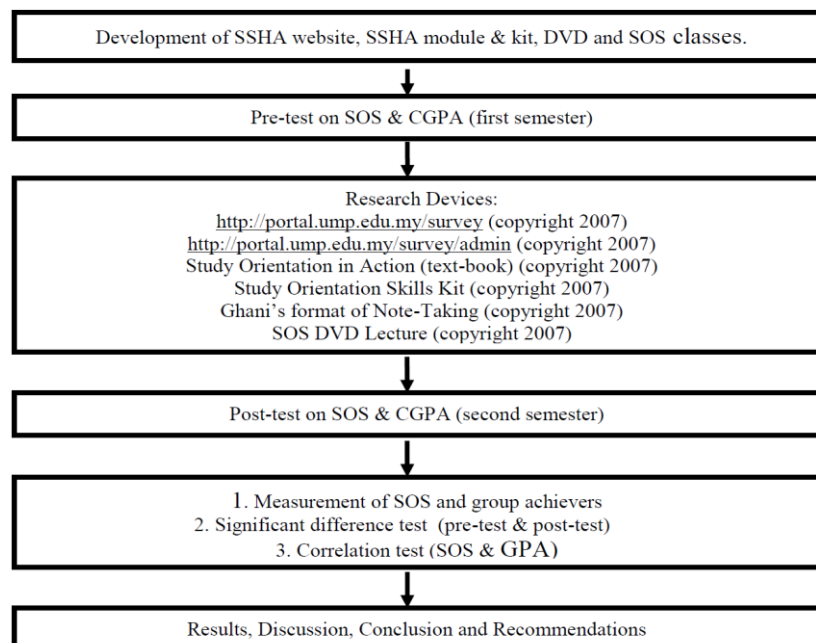 Development of SSHA website, SSHA module & kit, DVD and SOS classes.
Pre-test on SOS & CGPA (first semester)
Research Devices:
http://portal.ump.edu.my/survey (copyright 2007)
http://portal.ump.edu.my/survey/admin (copyright 2007)
Study Orientation in Action (text-book) (copyright 2007)
Study Orientation Skills Kit (copyright 2007)
Ghani's format of Note-Taking (copyright 2007)
SOS DVD Lecture (copyright 2007)
Post-test on SOS & CGPA (second semester)
1. Measurement of SOS and group achievers
2. Significant difference test (pre-test & post-test)
3. Correlation test (SOS & GPA)
Results, Discussion, Conclusion and Recommendations